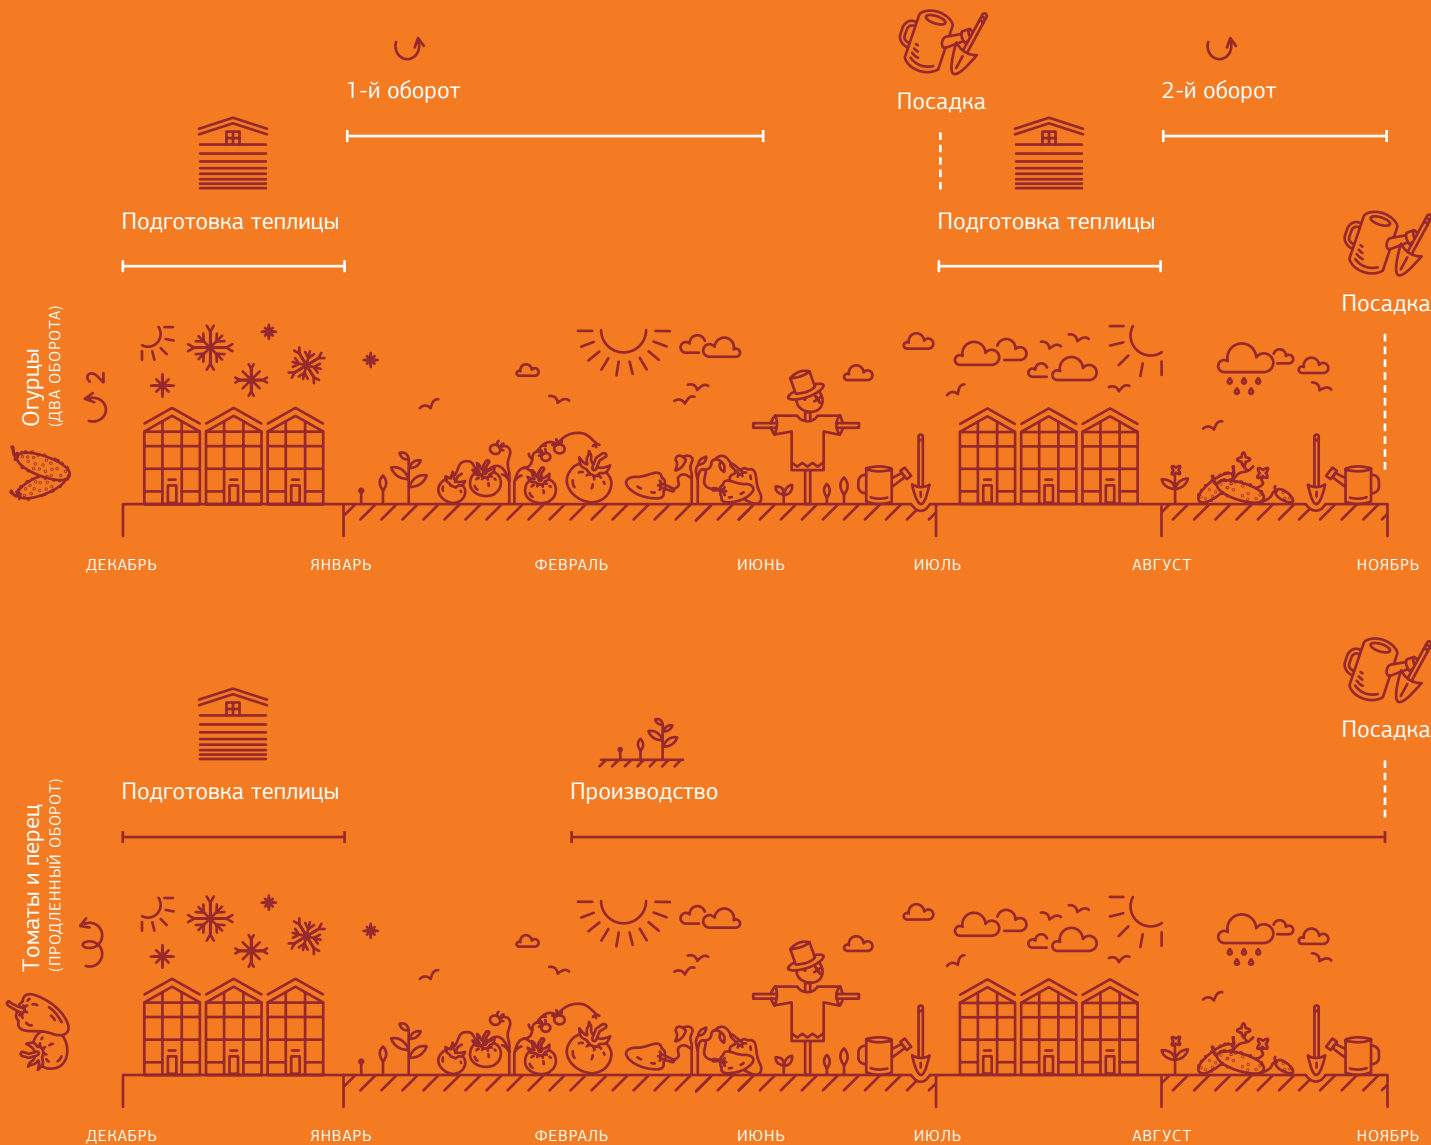 1-й оборот
Посадка
2-й оборот
Подготовка теплицы
Подготовка теплицы
Посадка
Огурцы
(ДВА ОБОРОТА)
2
ДЕКАБРЬ
ЯНВАРЬ
ФЕВРАЛЬ
ИЮНЬ
ИЮЛЬ
АВГУСТ
НОЯБРЬ
Посадка
Подготовка теплицы
Производство
Томаты и перец
(ПРОДЛЕННЫЙ ОБОРОТ)
ДЕКАБРЬ
ЯНВАРЬ
ФЕВРАЛЬ
ИЮНЬ
ИЮЛЬ
АВГУСТ
НОЯБРЬ